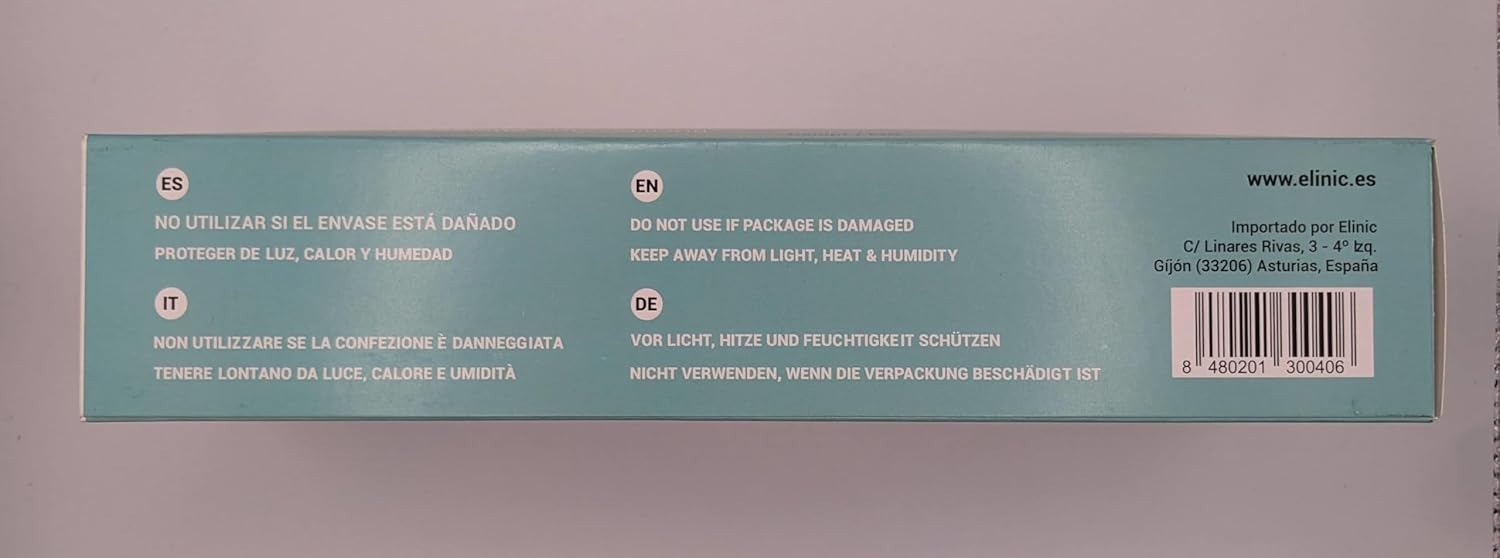 ES
NO UTILIZAR SI EL ENVASE ESTÁ DAÑADO
PROTEGER DE LUZ, CALOR Y HUMEDAD
IT
NON UTILIZZARE SE LA CONFEZIONE È DANNEGGIATA
TENERE LONTANO DA LUCE, CALORE E UMIDITÀ
EN
DO NOT USE IF PACKAGE IS DAMAGED
KEEP AWAY FROM LIGHT, HEAT & HUMIDITY
DE
VOR LICHT, HITZE UND FEUCHTIGKEIT SCHÜTZEN
NICHT VERWENDEN, WENN DIE VERPACKUNG BESCHÄDIGT IST
www.elinic.es
Importado por Elinic
C/ Linares Rivas, 3 - 4º Izq.
Gíjón (33206) Asturias, España
8 480201 300406